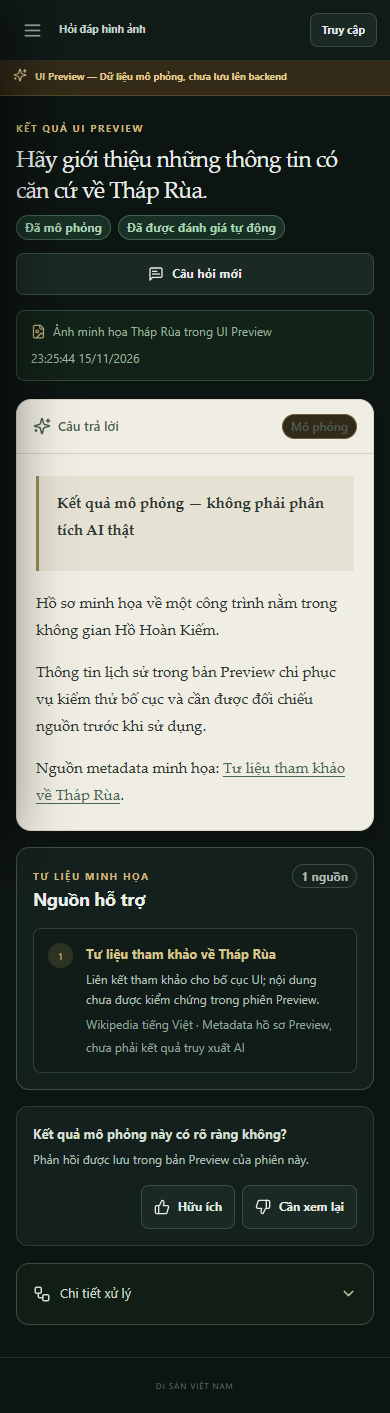 Hỏi đáp hình ảnh
Truy cập
UI Preview — Dữ liệu mô phỏng, chưa lưu lên backend
KẾT QUẢ UI PREVIEW
Hãy giới thiệu những thông tin có
căn cứ về Tháp Rùa.
Đã mô phỏng
Đã được đánh giá tự động
Câu hỏi mới
Ảnh minh họa Tháp Rùa trong UI Preview
23:25:44 15/11/2026
Câu trả lời
Mô phỏng
Kết quả mô phỏng — không phải phân
tích AI thật
Hồ sơ minh họa về một công trình nằm trong
không gian Hồ Hoàn Kiếm.
Thông tin lịch sử trong bản Preview chỉ phục
vụ kiểm thử bố cục và cần được đối chiếu
nguồn trước khi sử dụng.
Nguồn metadata minh họa: Tư liệu tham khảo
về Tháp Rùa.
TƯ LIỆU MINH HỌA
1 nguồn
Nguồn hỗ trợ
1
Tư liệu tham khảo về Tháp Rùa
Liên kết tham khảo cho bố cục UI; nội dung
chưa được kiểm chứng trong phiên Preview.
Wikipedia tiếng Việt · Metadata hồ sơ Preview,
chưa phải kết quả truy xuất AI
Kết quả mô phỏng này có rõ ràng không?
Phản hồi được lưu trong bản Preview của phiên này.
Hữu ích
Cần xem lại
Chi tiết xử lý
DI SẢN VIỆT NAM